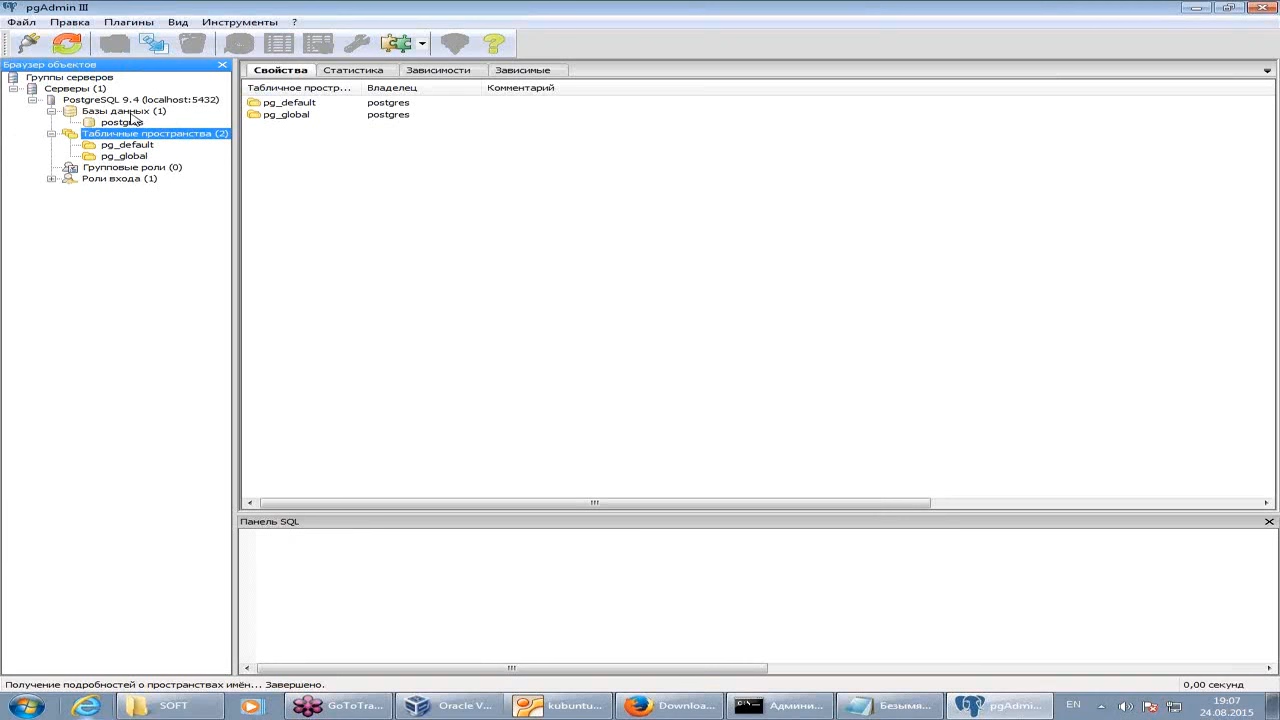 pgAdmin III
Файл Правка Плагины Вид Инструменты ?
Браузер объектов
Группы серверов
Серверы (1)
PostgreSQL 9.4 (localhost:5432)
Базы данных (1)
postgres
Табличные пространства (2)
pg_default
pg_global
Групповые роли (0)
Роли входа (1)
Свойства Статистика Зависимости Зависимые
Табличное простр... Владелец Комментарий
pg_default postgres
pg_global postgres
Панель SQL
Получение подробностей о пространствах имён... Завершено. 0,00 секунд
SOFT GoToTra... Oracle V... kubuntu... Downloa... Админи... Безымя... pgAdmi... EN 19:07
24.08.2015